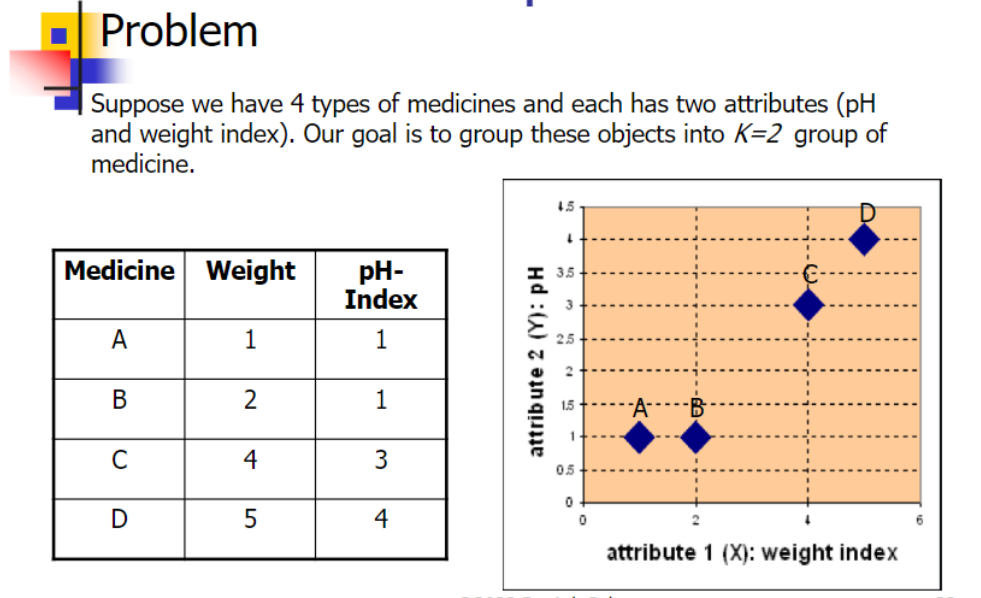 Problem
Suppose we have 4 types of medicines and each has two attributes (pH
and weight index). Our goal is to group these objects into K=2 group of
medicine.
Medicine Weight pH-
Index
A 1 1
B 2 1
C 4 3
D 5 4
attribute 2 (Y): pH
4.5
4
3.5
3
2.5
2
1.5
1
0.5
0
D
C
A B
0 2 4 6
attribute 1 (X): weight index